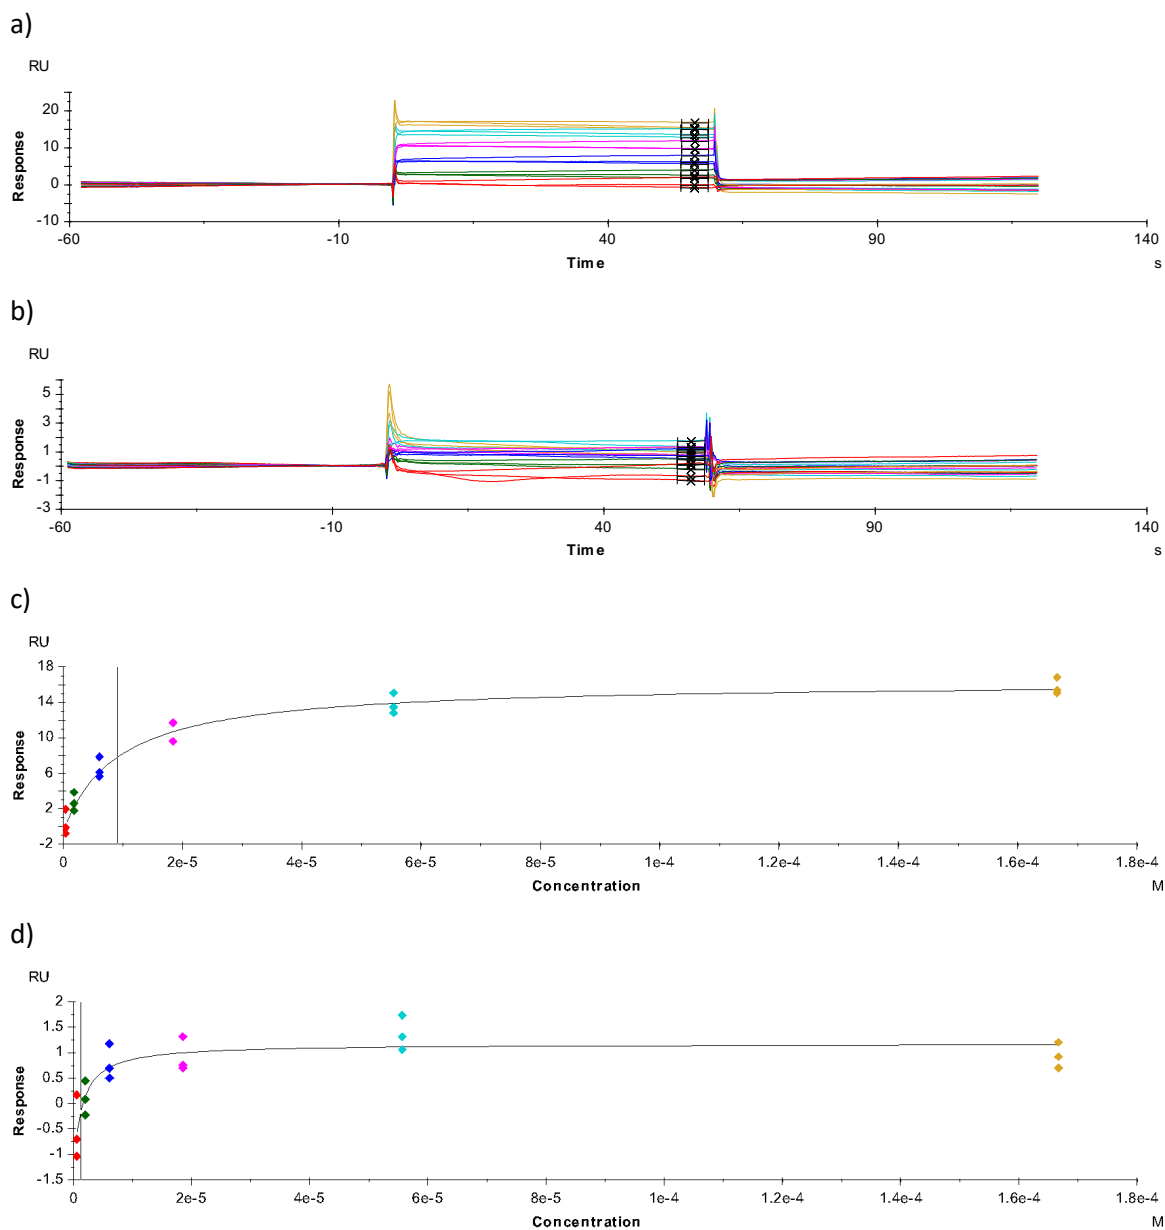 a)
RU
20
10
0
-10
Response
-60
-10
40
90
140
Time
s
b)
RU
5
3
1
-1
-3
Response
-60
-10
40
90
140
Time
s
c)
RU
18
14
10
6
2
-2
Response
0
2e-5
4e-5
6e-5
8e-5
1e-4
1.2e-4
1.4e-4
1.6e-4
1.8e-4
Concentration
M
d)
RU
2
1.5
1
0.5
0
-0.5
-1
-1.5
Response
0
2e-5
4e-5
6e-5
8e-5
1e-4
1.2e-4
1.4e-4
1.6e-4
1.8e-4
Concentration
M